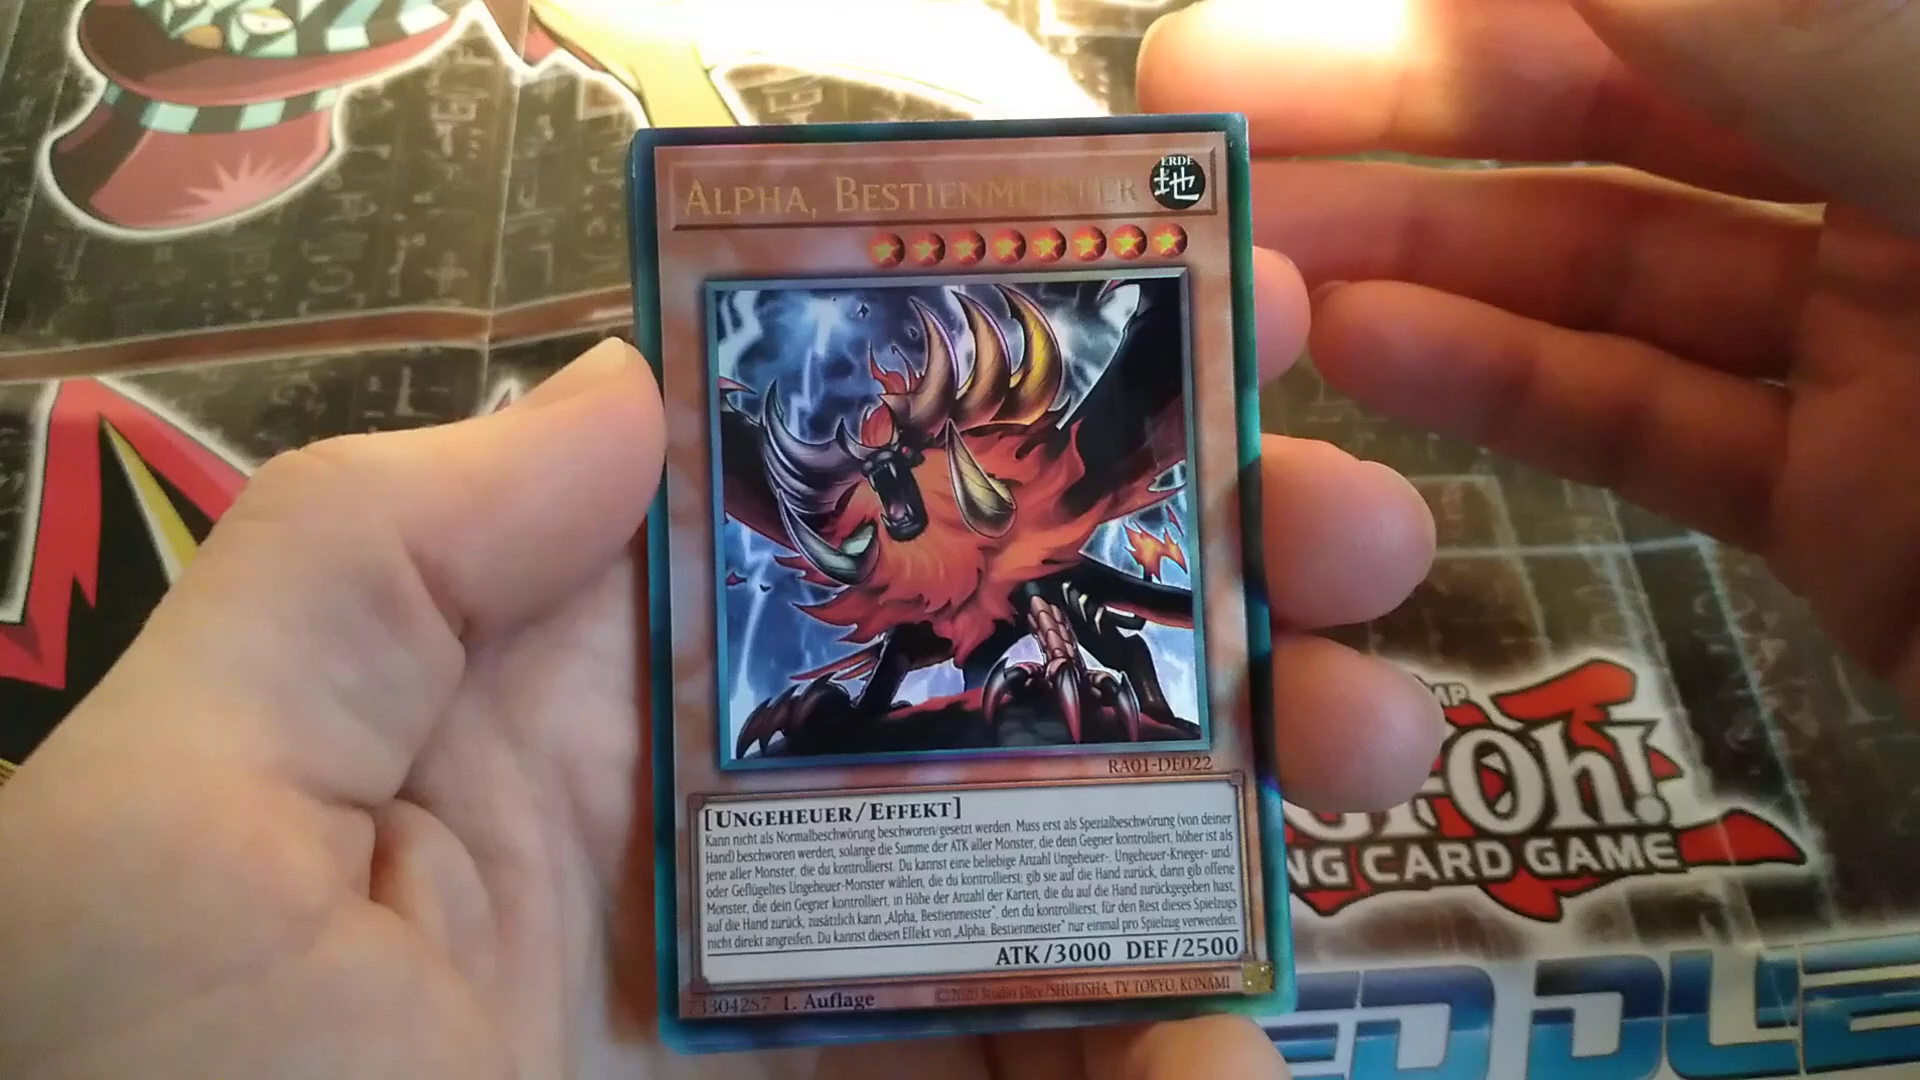 ALPHA, BESTIENMEISTER
ERDE
地
RA01-DE022
[UNGEHEUER/EFFEKT]
Kann nicht als Normalbeschwörung beschworen/gesetzt werden. Muss erst als Spezialbeschwörung (von deiner
Hand) beschworen werden, solange die Summe der ATK aller Monster, die dein Gegner kontrolliert, höher ist als
jene aller Monster, die du kontrollierst. Du kannst eine beliebige Anzahl Ungeheuer-, Ungeheuer-Krieger- und/
oder Geflügeltes Ungeheuer-Monster wählen, die du kontrollierst; gib sie auf die Hand zurück, dann gib offene
Monster, die dein Gegner kontrolliert, in Höhe der Anzahl der Karten, die du auf die Hand zurückgegeben hast,
auf die Hand zurück, zusätzlich kann „Alpha, Bestienmeister", den du kontrollierst, für den Rest dieses Spielzugs
nicht direkt angreifen. Du kannst diesen Effekt von „Alpha, Bestienmeister" nur einmal pro Spielzug verwenden.
ATK/3000 DEF/2500
73304257 1. Auflage
©2020 Studio Dice/SHUEISHA, TV TOKYO, KONAMI
Oh!
CARD GAME